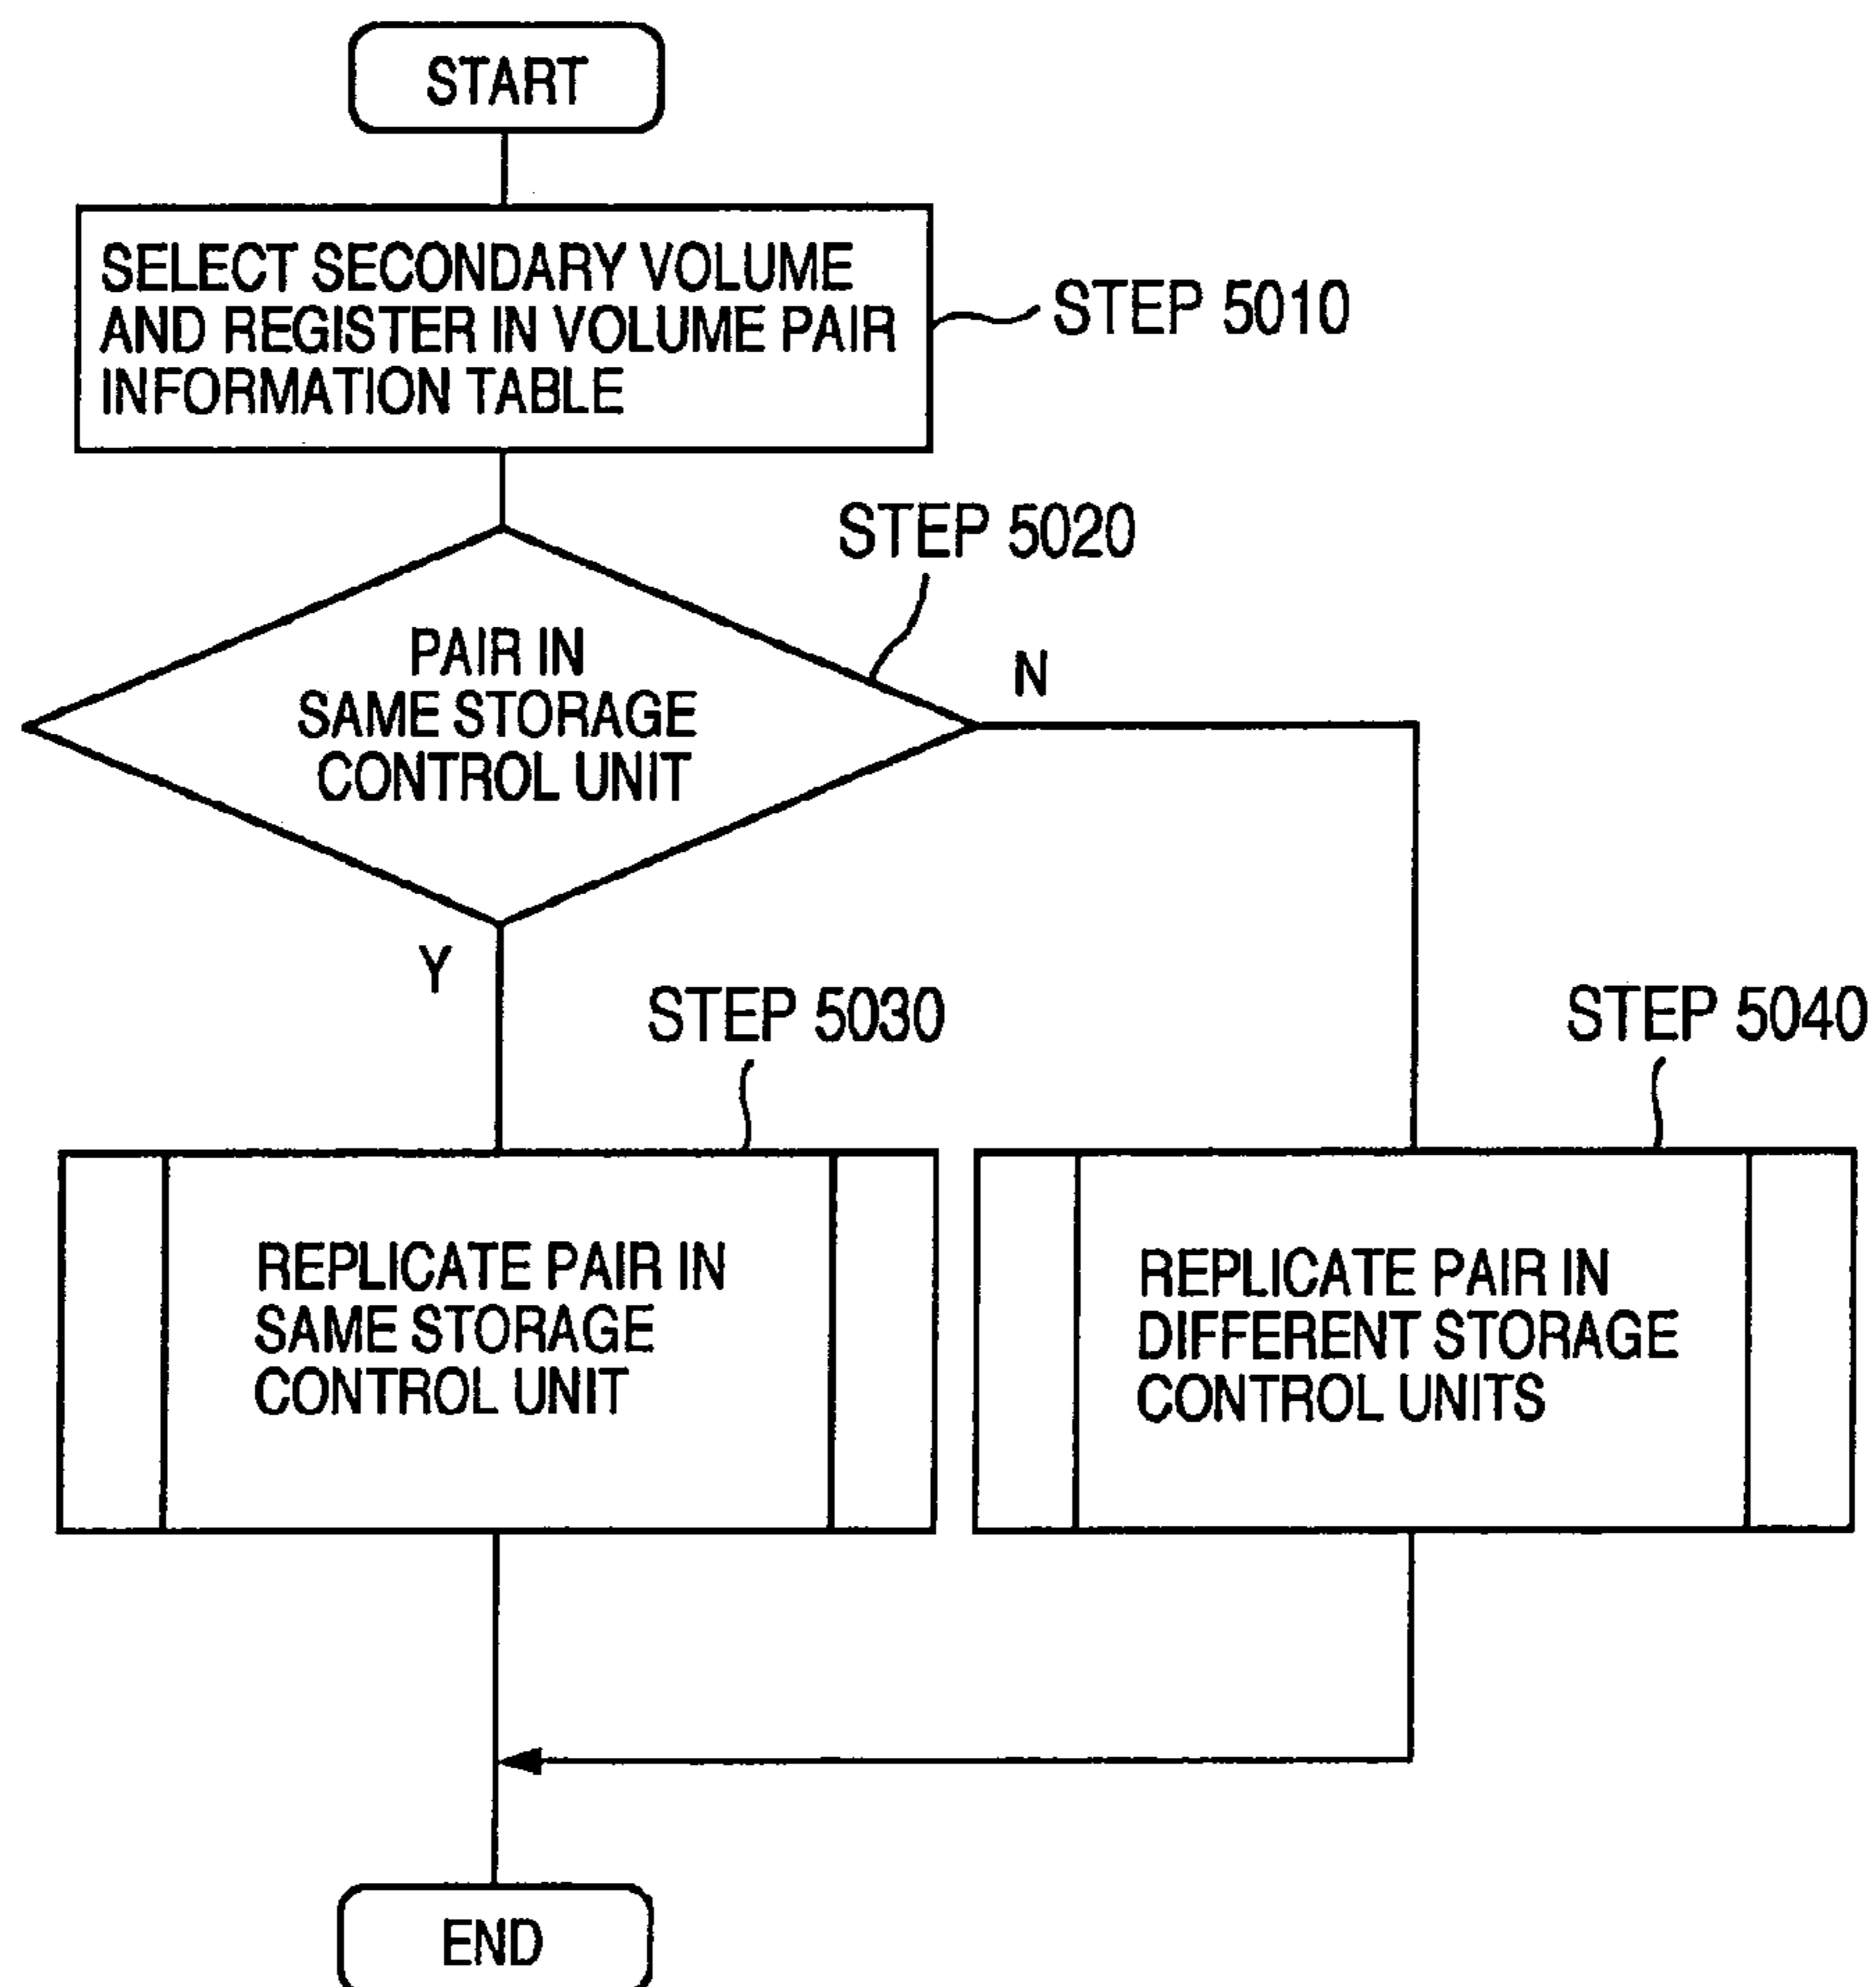 START
SELECT SECONDARY VOLUME
AND REGISTER IN VOLUME PAIR
INFORMATION TABLE
STEP 5010
STEP 5020
PAIR IN
SAME STORAGE
CONTROL UNIT
N
Y
STEP 5030
STEP 5040
REPLICATE PAIR IN
SAME STORAGE
CONTROL UNIT
REPLICATE PAIR IN
DIFFERENT STORAGE
CONTROL UNITS
END